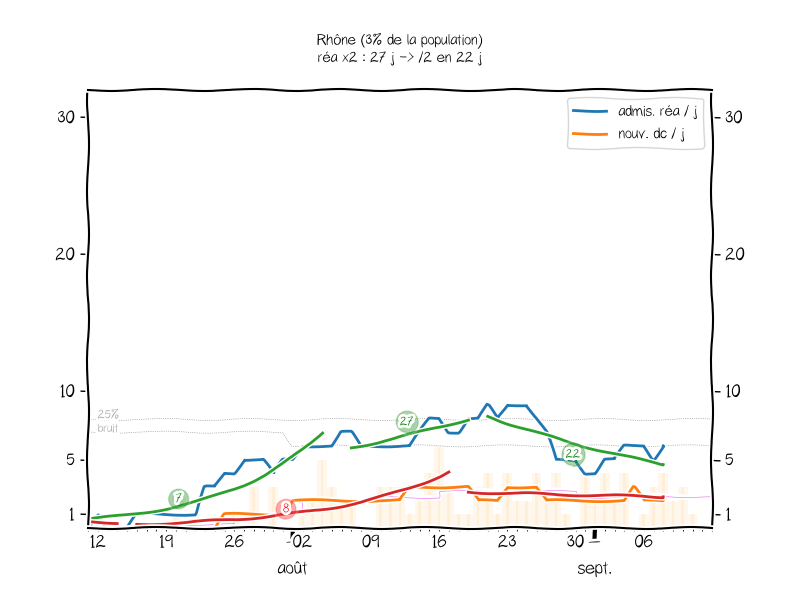 Rhône (3% de la population)
réa x2 : 27 j -> /2 en 22 j
admis. réa / j
nouv. dc / j
30
30
20
20
10
10
25%
bruit
27
22
5
5
7
8
1
1
12 19 26 02 09 16 23 30 06
août sept.